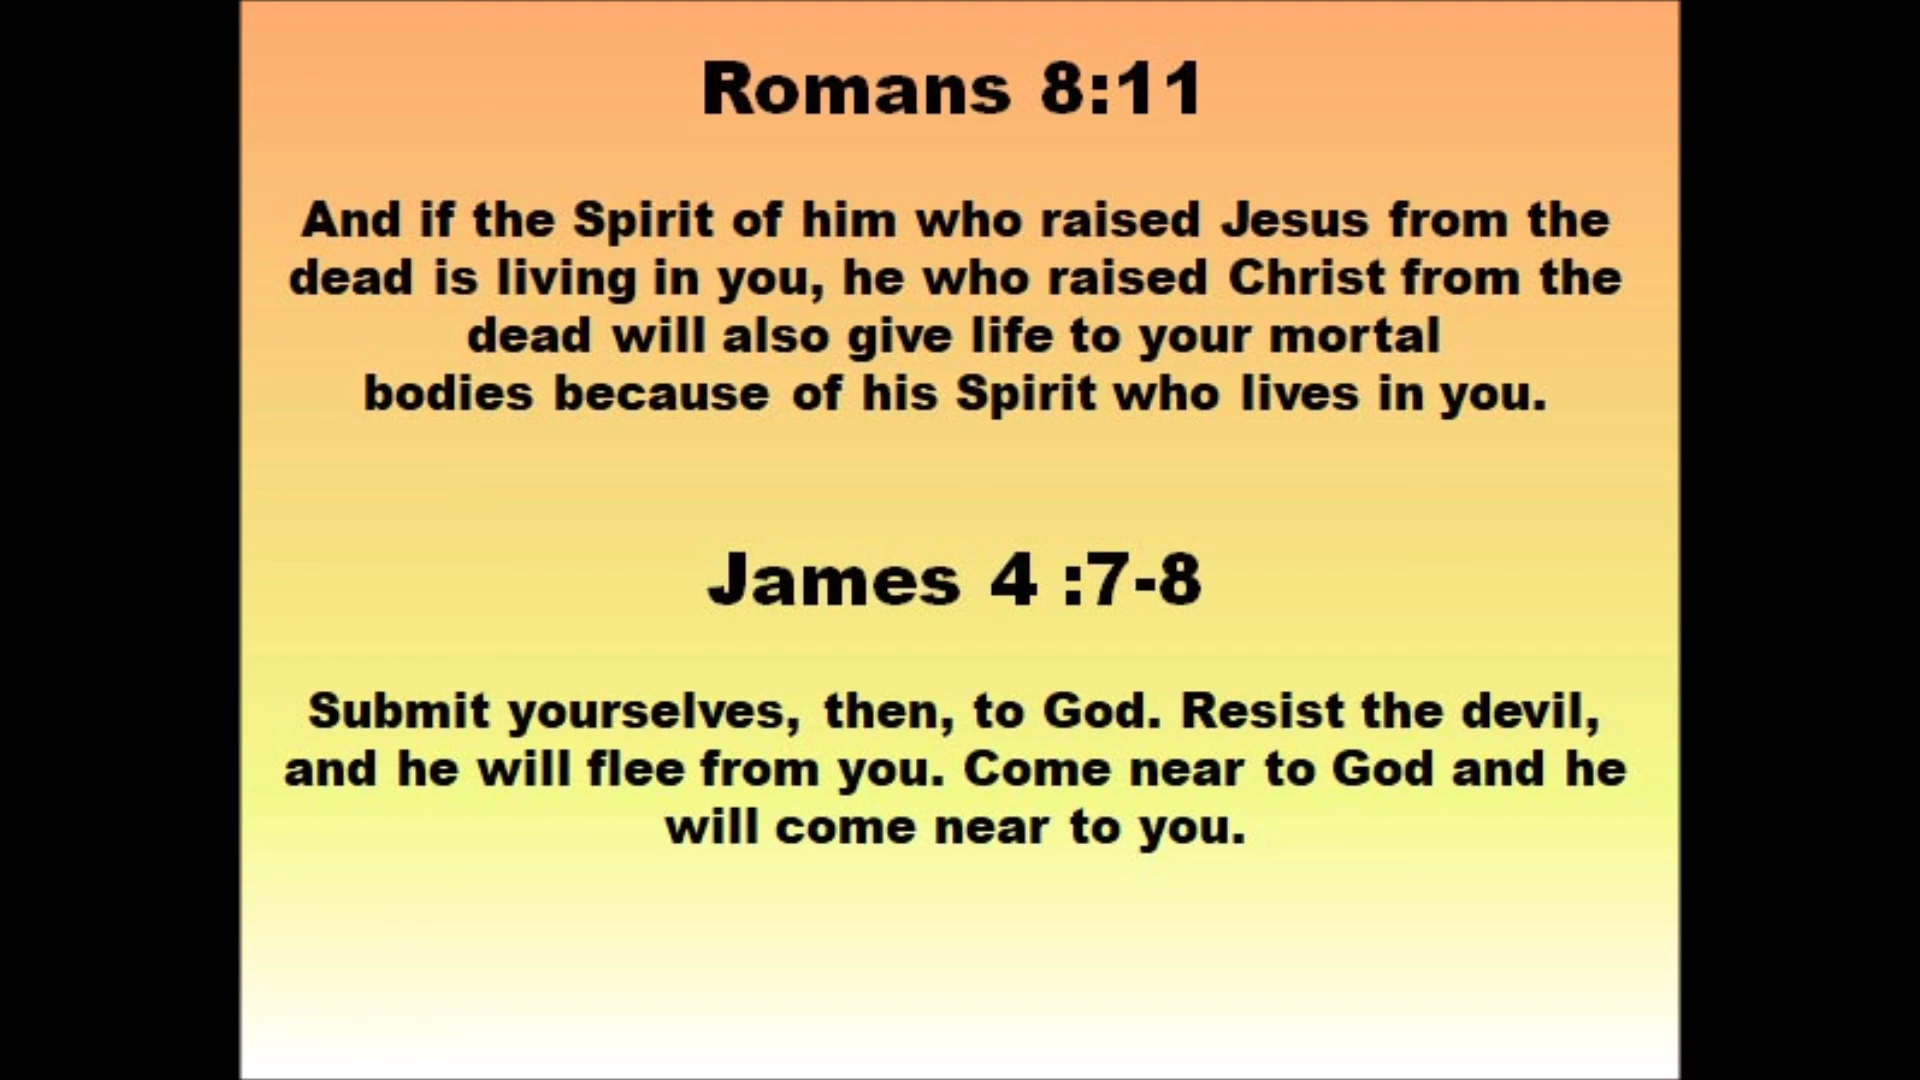 Romans 8:11
And if the Spirit of him who raised Jesus from the
dead is living in you, he who raised Christ from the
dead will also give life to your mortal
bodies because of his Spirit who lives in you.
James 4 :7-8
Submit yourselves, then, to God. Resist the devil,
and he will flee from you. Come near to God and he
will come near to you.